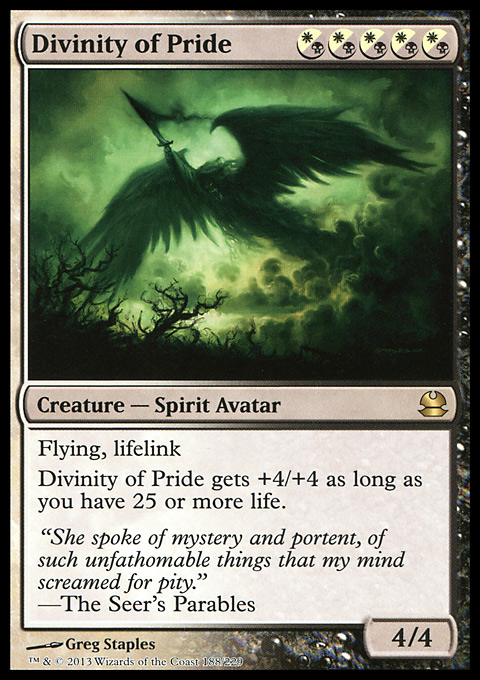 Divinity of Pride
Creature — Spirit Avatar
Flying, lifelink
Divinity of Pride gets +4/+4 as long as
you have 25 or more life.
“She spoke of mystery and portent, of
such unfathomable things that my mind
screamed for pity.”
—The Seer's Parables
4/4
Greg Staples
™ & © 2013 Wizards of the Coast 188/229